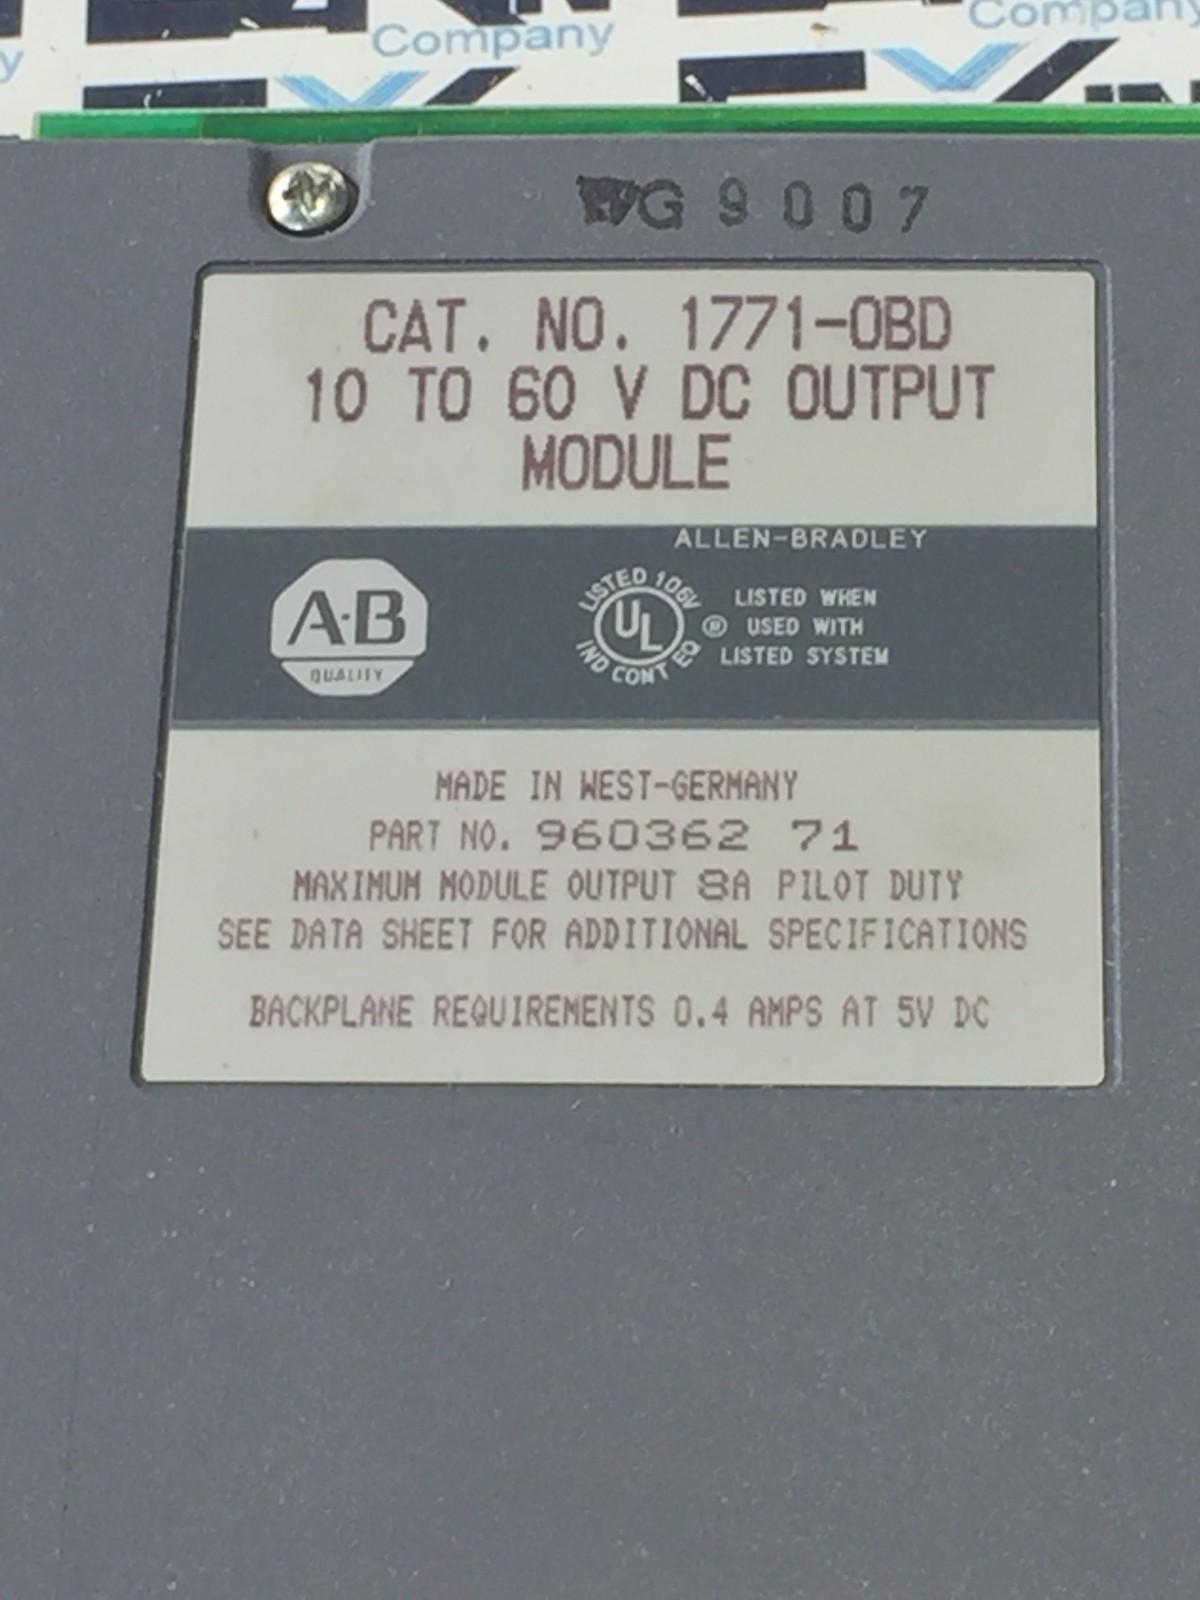 Company
Company
WG 9007
CAT. NO. 1771-OBD
10 TO 60 V DC OUTPUT
MODULE
ALLEN-BRADLEY
A-B
QUALITY
LISTED 106V
UL
IND CONT EQ
®
LISTED WHEN
USED WITH
LISTED SYSTEM
MADE IN WEST-GERMANY
PART NO. 960362 71
MAXIMUM MODULE OUTPUT 8A PILOT DUTY
SEE DATA SHEET FOR ADDITIONAL SPECIFICATIONS
BACKPLANE REQUIREMENTS 0.4 AMPS AT 5V DC